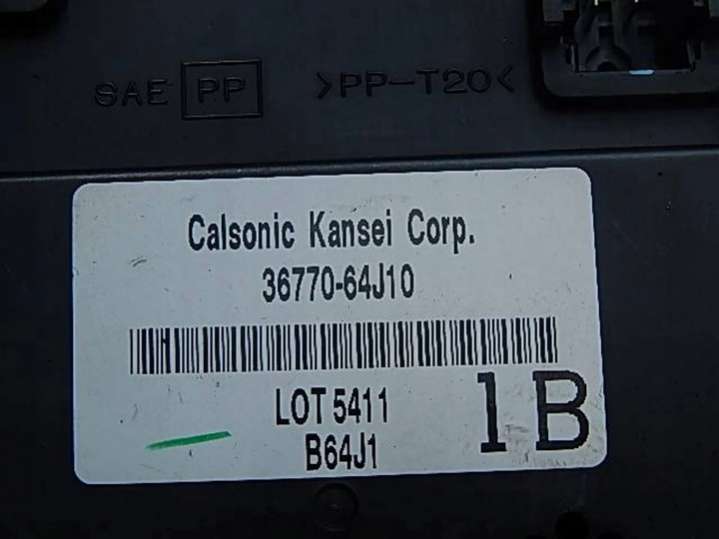 SAE PP >PP-T20<
Calsonic Kansei Corp.
36770-64J10
LOT 5411
B64J1
1B